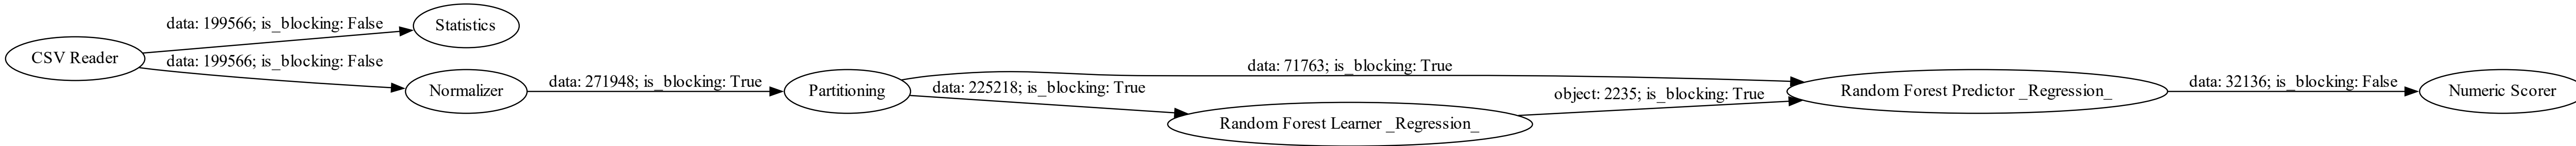 data: 199566; is_blocking: False
Statistics
CSV Reader
data: 199566; is_blocking: False
Normalizer
data: 271948; is_blocking: True
Partitioning
data: 71763; is_blocking: True
data: 225218; is_blocking: True
Random Forest Learner _Regression_
object: 2235; is_blocking: True
Random Forest Predictor _Regression_
data: 32136; is_blocking: False
Numeric Scorer